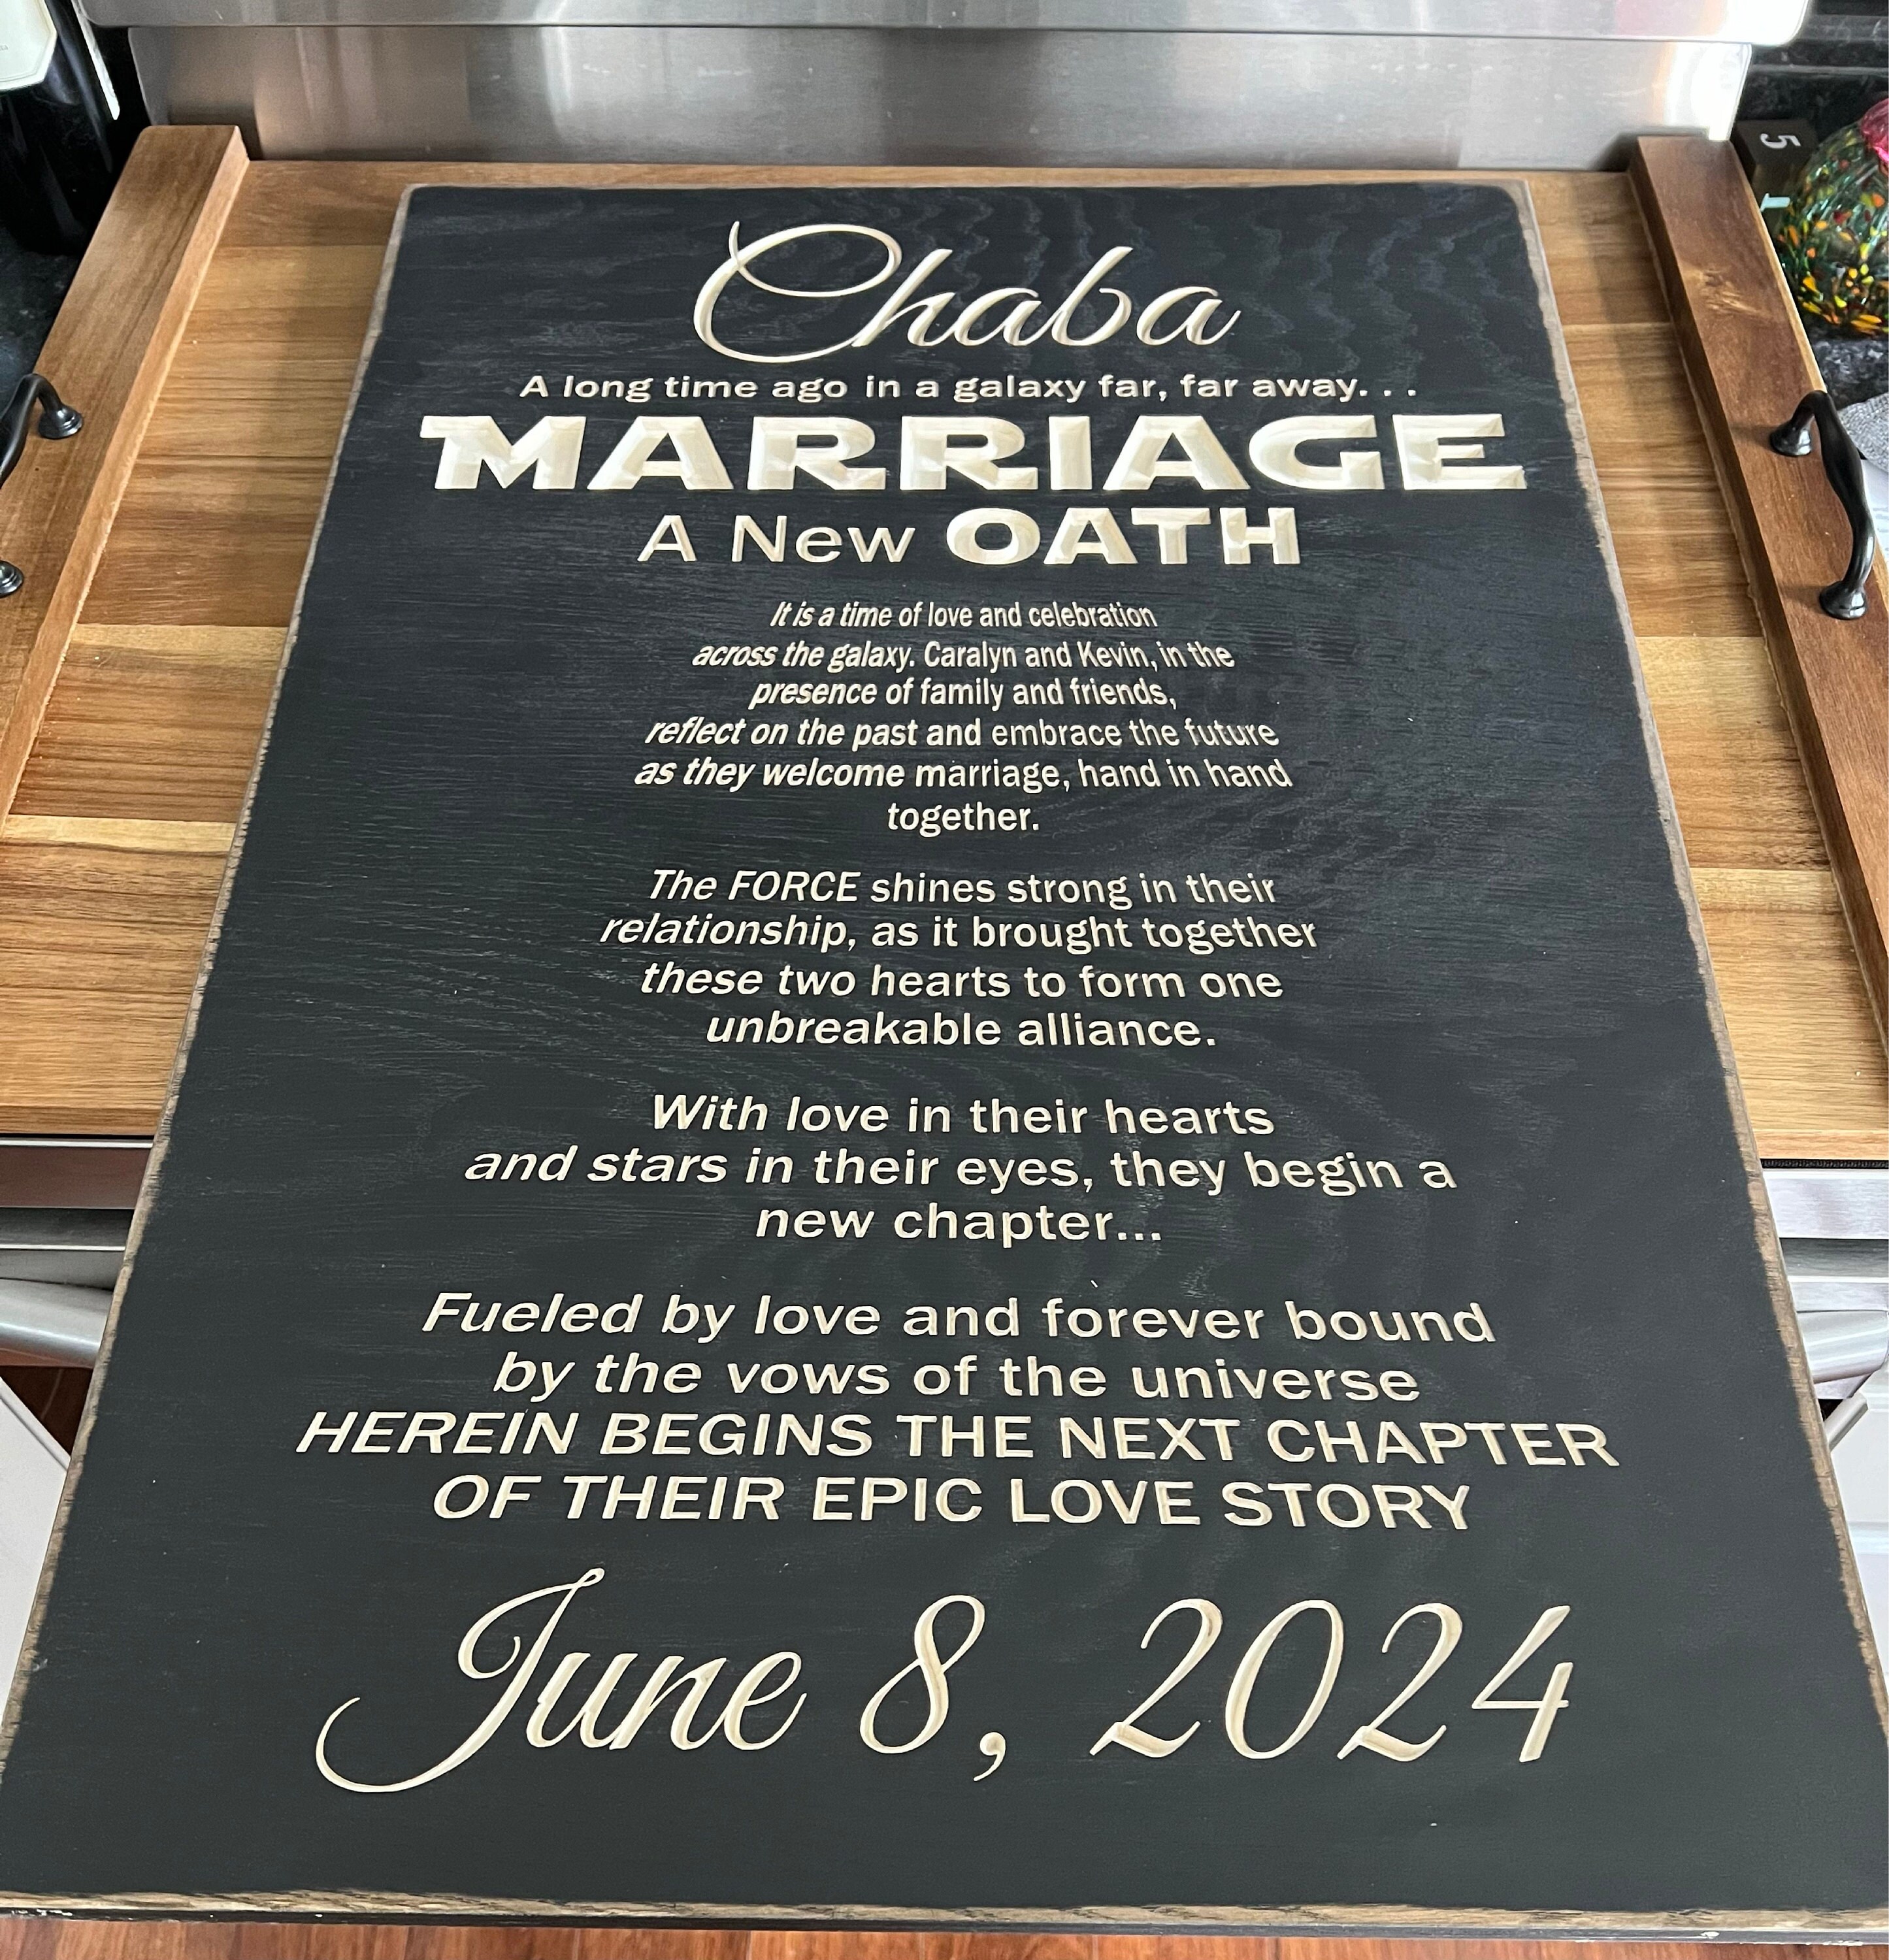 Chaba
A long time ago in a galaxy far, far away. . .
MARRIAGE
A New OATH
It is a time of love and celebration
across the galaxy. Caralyn and Kevin, in the
presence of family and friends,
reflect on the past and embrace the future
as they welcome marriage, hand in hand
together.
The FORCE shines strong in their
relationship, as it brought together
these two hearts to form one
unbreakable alliance.
With love in their hearts
and stars in their eyes, they begin a
new chapter...
Fueled by love and forever bound
by the vows of the universe
HEREIN BEGINS THE NEXT CHAPTER
OF THEIR EPIC LOVE STORY
June 8, 2024
5